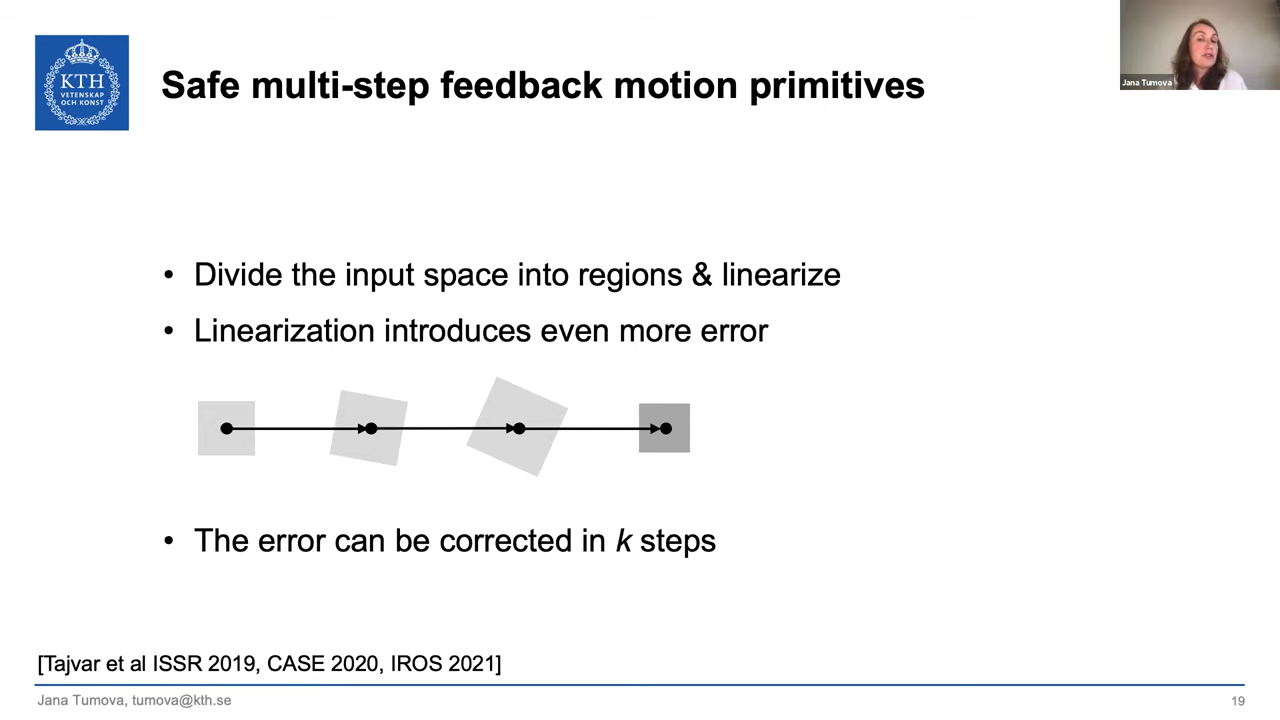 KTH
VETENSKAP
OCH KONST
Safe multi-step feedback motion primitives
Jana Tumova
• Divide the input space into regions & linearize
• Linearization introduces even more error
• The error can be corrected in k steps
[Tajvar et al ISSR 2019, CASE 2020, IROS 2021]
Jana Tumova, tumova@kth.se
19